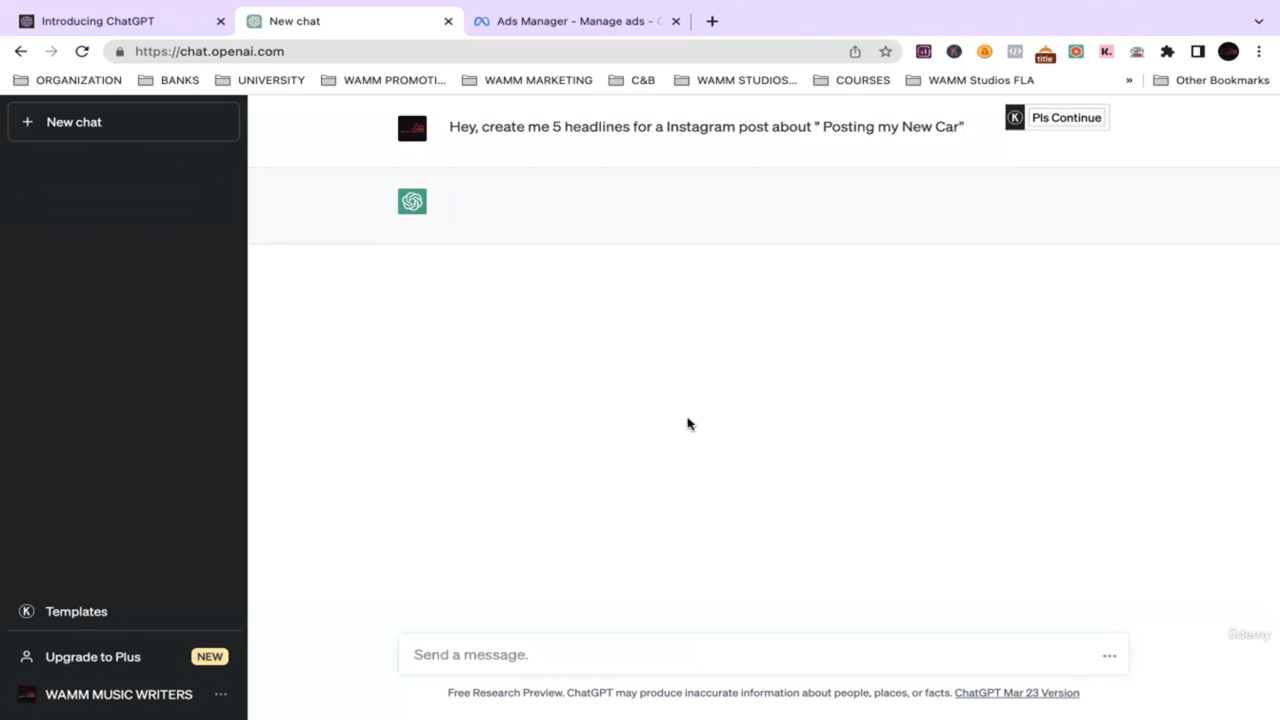 Introducing ChatGPT
New chat
Ads Manager - Manage ads -
https://chat.openai.com
title
K.
ORGANIZATION
BANKS
UNIVERSITY
WAMM PROMOTI...
WAMM MARKETING
C&B
WAMM STUDIOS...
COURSES
WAMM Studios FLA
»
Other Bookmarks
+ New chat
Hey, create me 5 headlines for a Instagram post about " Posting my New Car"
K Pls Continue
K Templates
Upgrade to Plus
NEW
WAMM MUSIC WRITERS
Send a message.
Free Research Preview. ChatGPT may produce inaccurate information about people, places, or facts. ChatGPT Mar 23 Version
ûdemy